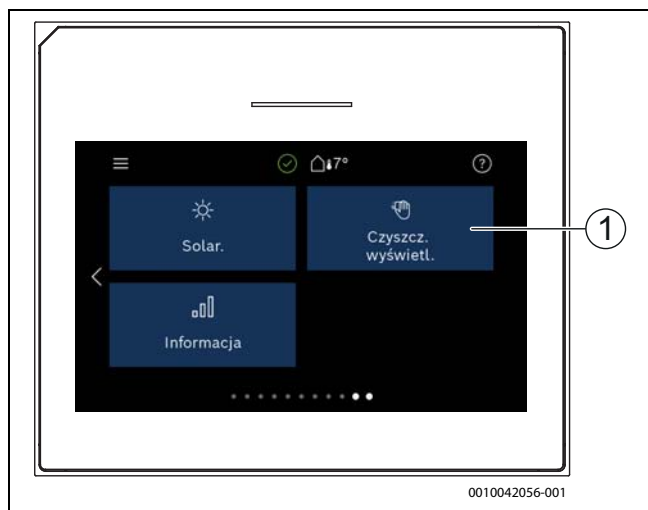 7°
?
Solar.
Czyszcz.
wyświetl.
1
Informacja
0010042056-001